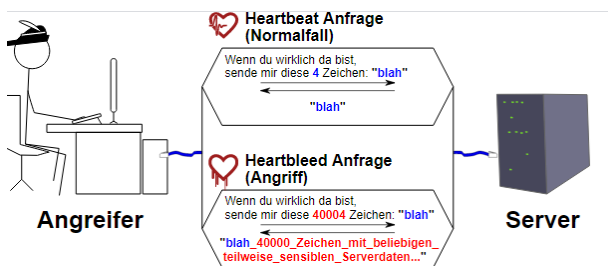 Heartbeat Anfrage
(Normalfall)
Wenn du wirklich da bist,
sende mir diese 4 Zeichen: "blah"
"blah"
Heartbleed Anfrage
(Angriff)
Wenn du wirklich da bist,
sende mir diese 40004 Zeichen: "blah"
"blah_40000_Zeichen_mit_beliebigen_
teilweise_sensiblen_Serverdaten..."
Angreifer
Server